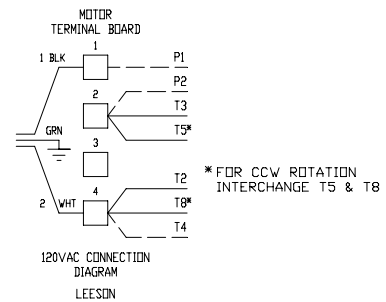 MOTOR
TERMINAL BOARD
1
1 BLK
P1
P2
2
T3
GRN
T5*
3
T2
4
2 WHT
T8*
T4
* FOR CCW ROTATION
INTERCHANGE T5 & T8
120VAC CONNECTION
DIAGRAM
LEESON